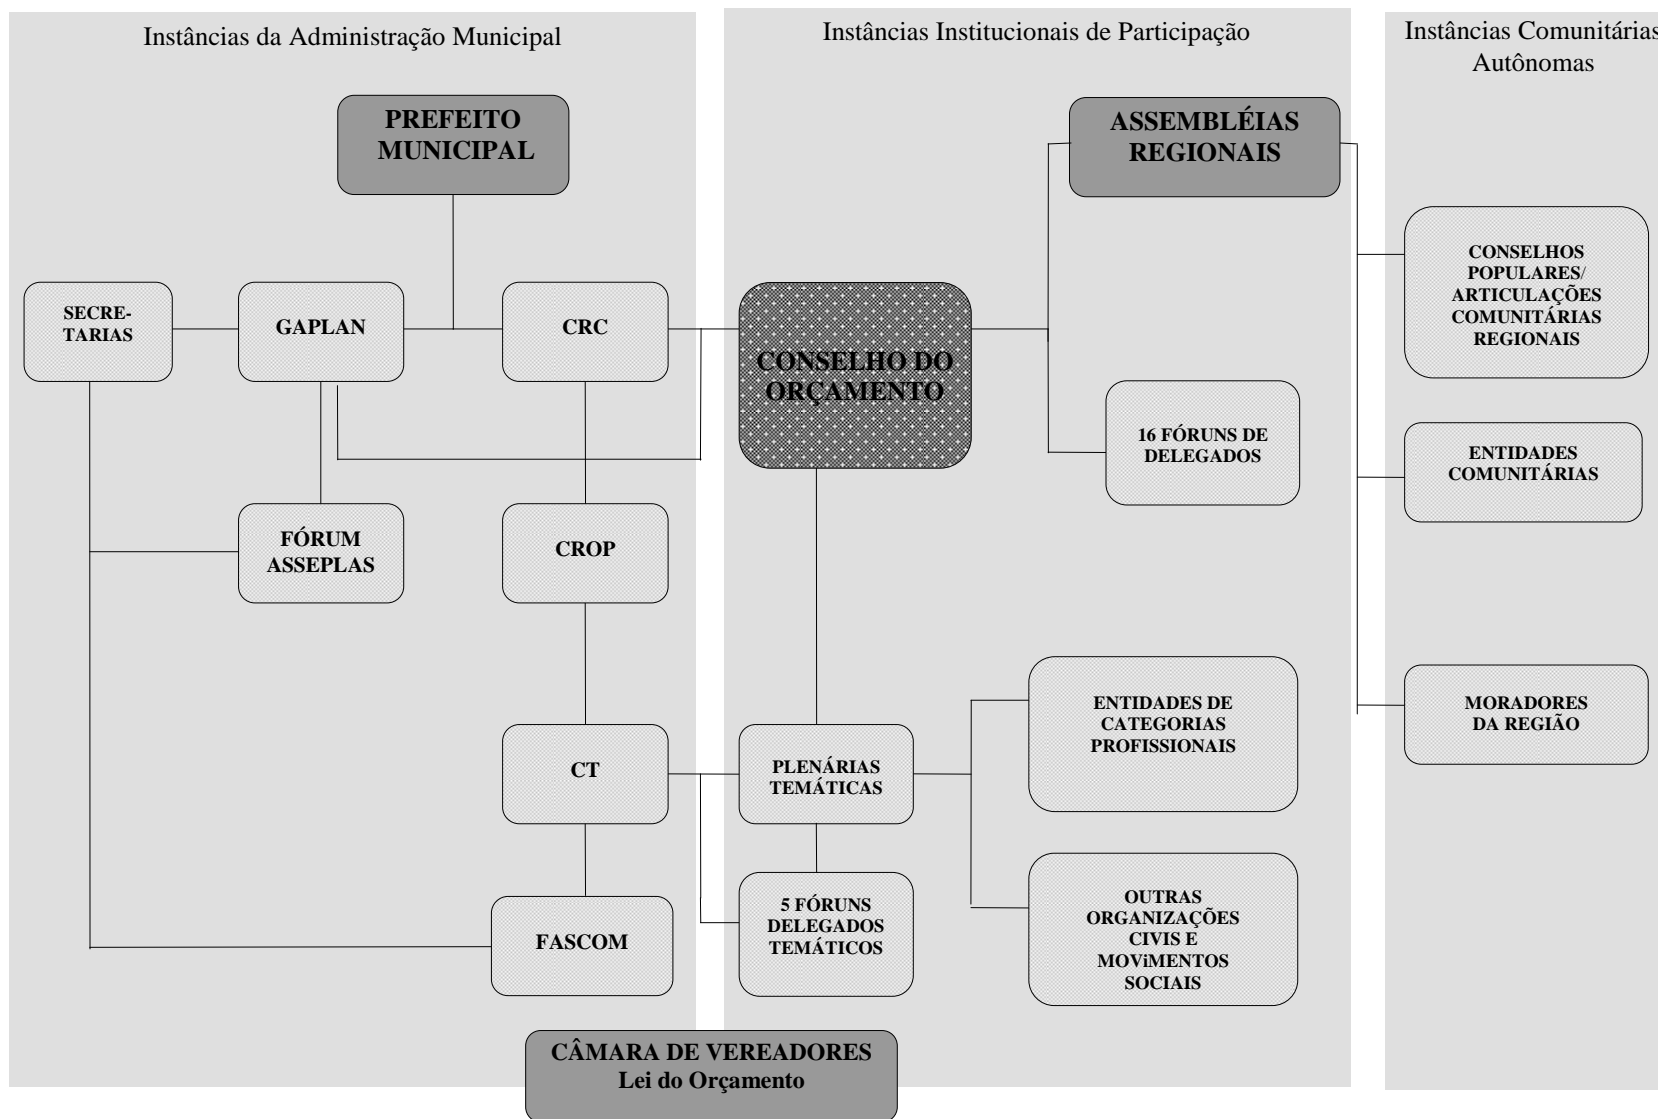 Instâncias da Administração Municipal
Instâncias Institucionais de Participação
Instâncias Comunitárias
Autônomas
PREFEITO
MUNICIPAL
ASSEMBLÉIAS
REGIONAIS
SECRE-
TARIAS
GAPLAN
CRC
CONSELHO DO
ORÇAMENTO
CONSELHOS
POPULARES/
ARTICULAÇÕES
COMUNITÁRIAS
REGIONAIS
16 FÓRUNS DE
DELEGADOS
ENTIDADES
COMUNITÁRIAS
FÓRUM
ASSEPLAS
CROP
ENTIDADES DE
CATEGORIAS
PROFISSIONAIS
MORADORES
DA REGIÃO
CT
PLENÁRIAS
TEMÁTICAS
FASCOM
5 FÓRUNS
DELEGADOS
TEMÁTICOS
OUTRAS
ORGANIZAÇÕES
CIVIS E
MOViMENTOS
SOCIAIS
CÂMARA DE VEREADORES
Lei do Orçamento